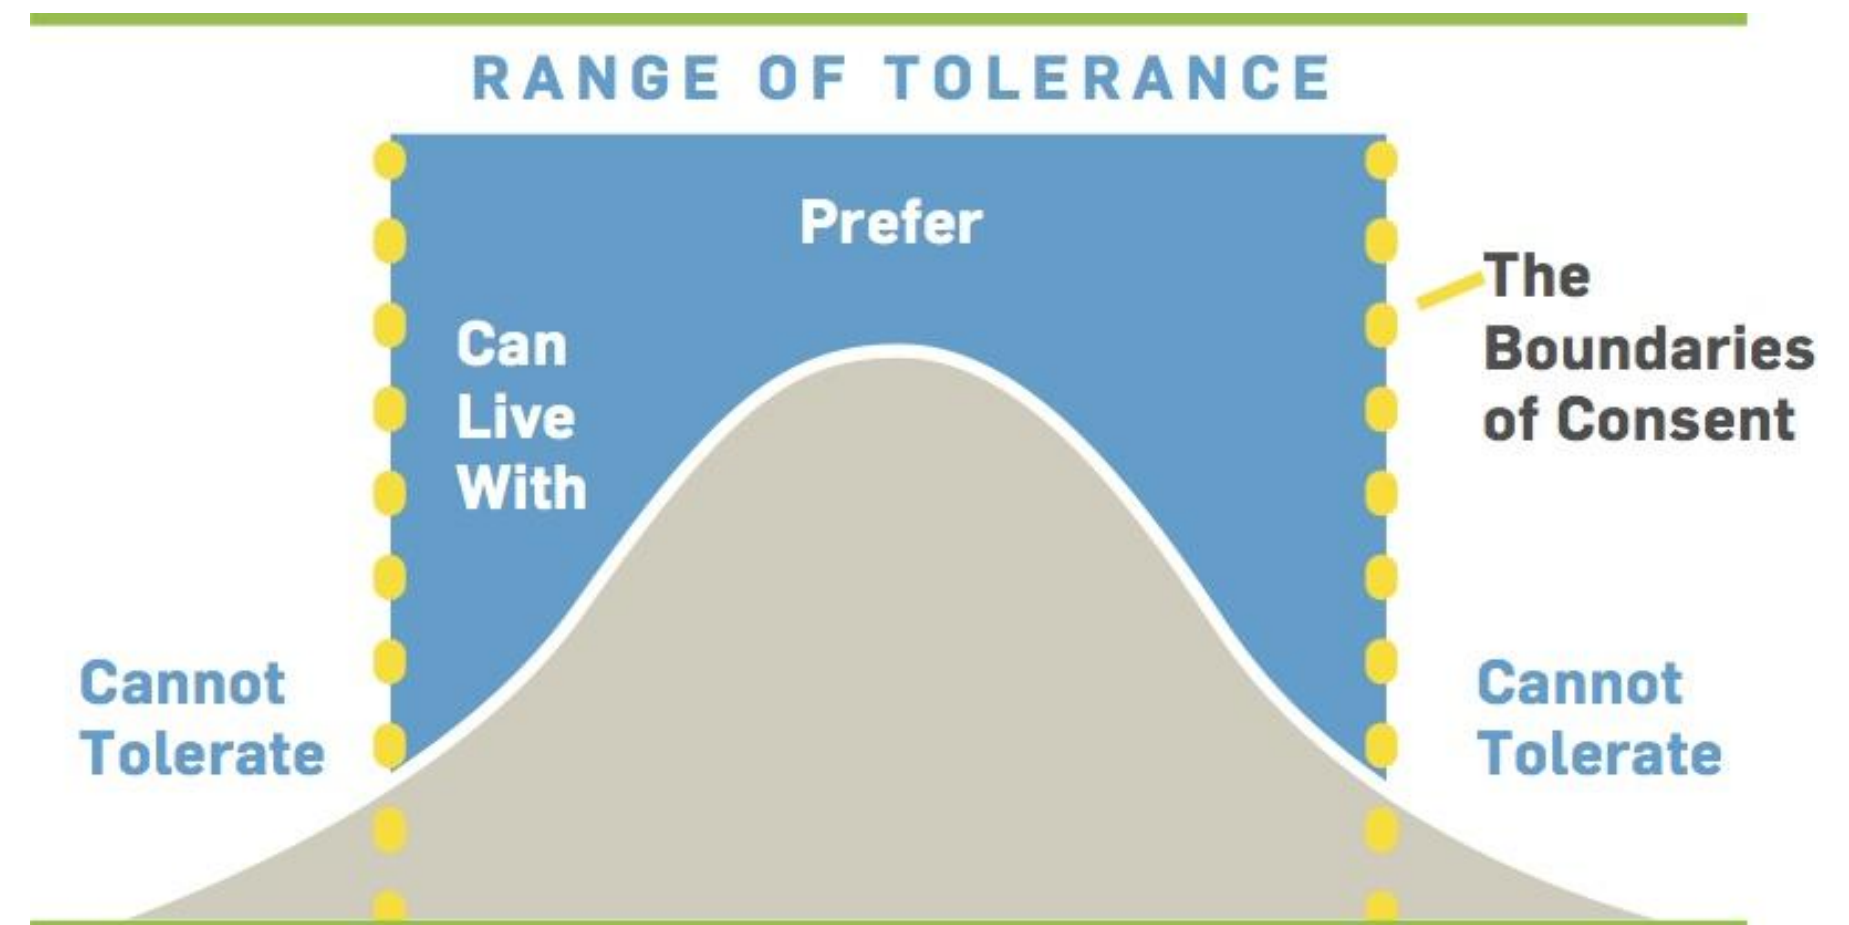 RANGE OF TOLERANCE
Prefer
Can
Live
With
The
Boundaries
of Consent
Cannot
Tolerate
Cannot
Tolerate